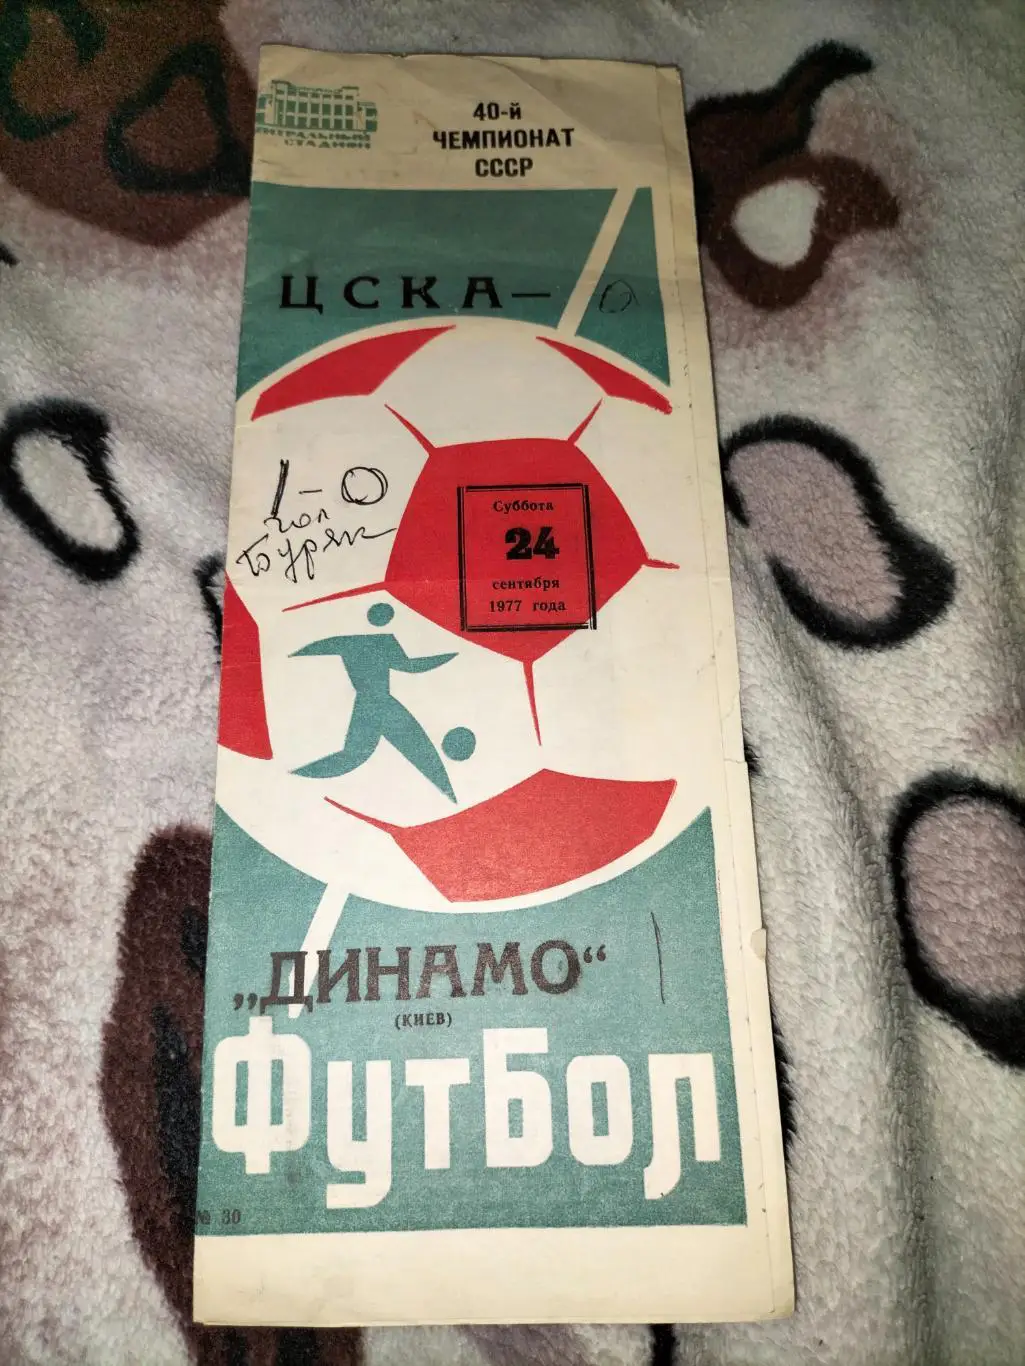 40-й
ЧЕМПИОНАТ
СССР
СТАДИОН
ЦСКА— 0
1-0
гол
Буряк
Суббота
24
сентября
1977 года
„ДИНАМО“ 1
(КИЕВ)
Футбол
№ 30